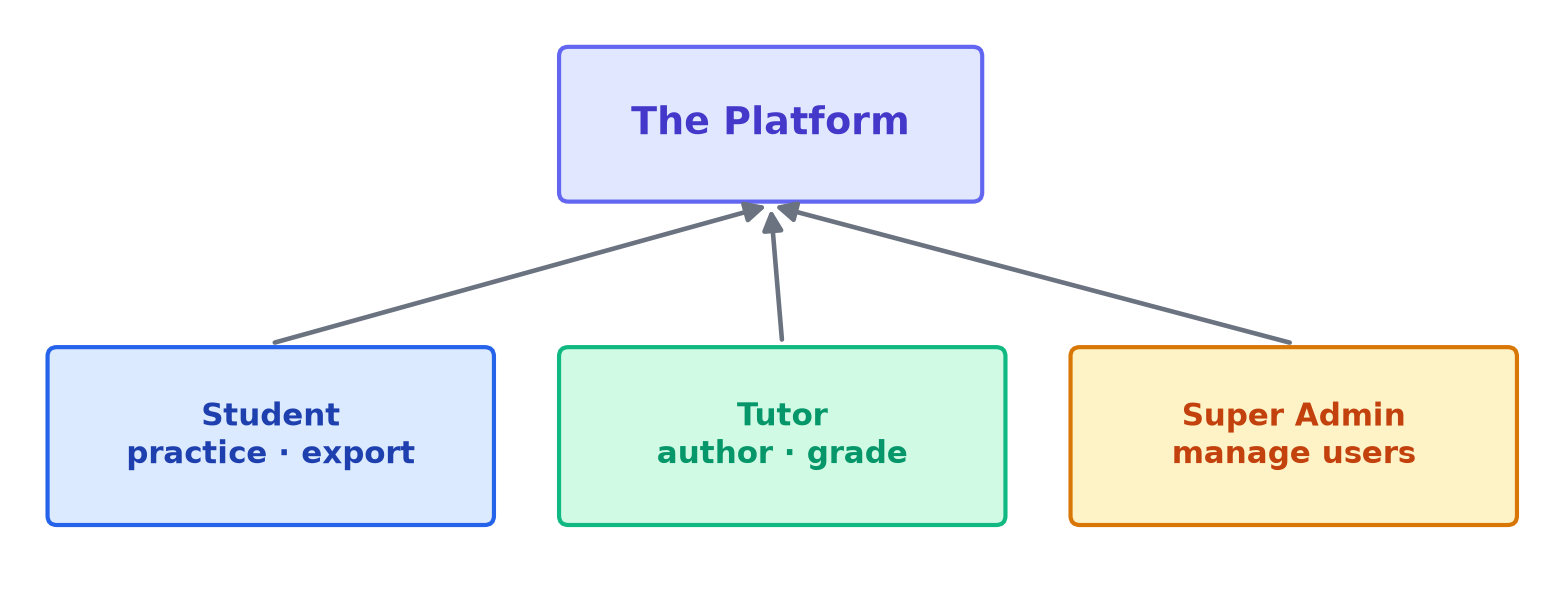 The Platform
Student
practice · export
Tutor
author · grade
Super Admin
manage users